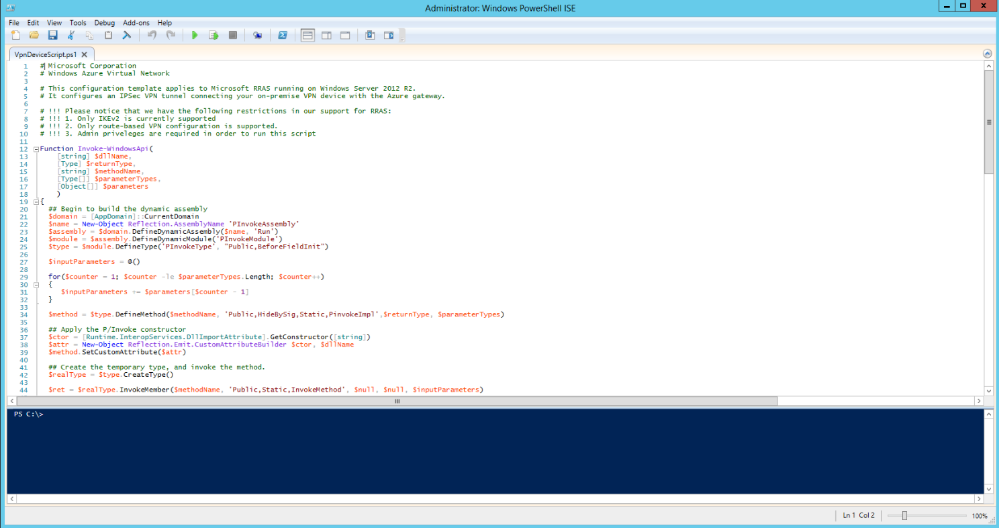 Administrator: Windows PowerShell ISE
File Edit View Tools Debug Add-ons Help
VpnDeviceScript.ps1
1 # Microsoft Corporation
2 # Windows Azure Virtual Network
3
4 # This configuration template applies to Microsoft RRAS running on Windows Server 2012 R2.
5 # It configures an IPSec VPN tunnel connecting your on-premise VPN device with the Azure gateway.
6
7 # !!! Please notice that we have the following restrictions in our support for RRAS:
8 # !!! 1. Only IKEv2 is currently supported
9 # !!! 2. Only route-based VPN configuration is supported.
10 # !!! 3. Admin priveleges are required in order to run this script
11
12 Function Invoke-WindowsApi(
13 [string] $dllName,
14 [Type] $returnType,
15 [string] $methodName,
16 [Type[]] $parameterTypes,
17 [Object[]] $parameters
18 )
19 {
20 ## Begin to build the dynamic assembly
21 $domain = [AppDomain]::CurrentDomain
22 $name = New-Object Reflection.AssemblyName 'PInvokeAssembly'
23 $assembly = $domain.DefineDynamicAssembly($name, 'Run')
24 $module = $assembly.DefineDynamicModule('PInvokeModule')
25 $type = $module.DefineType('PInvokeType', "Public,BeforeFieldInit")
26
27 $inputParameters = @()
28
29 for($counter = 1; $counter -le $parameterTypes.Length; $counter++)
30 {
31 $inputParameters += $parameters[$counter - 1]
32 }
33
34 $method = $type.DefineMethod($methodName, 'Public,HideBySig,Static,PinvokeImpl',$returnType, $parameterTypes)
35
36 ## Apply the P/Invoke constructor
37 $ctor = [Runtime.InteropServices.DllImportAttribute].GetConstructor([string])
38 $attr = New-Object Reflection.Emit.CustomAttributeBuilder $ctor, $dllName
39 $method.SetCustomAttribute($attr)
40
41 ## Create the temporary type, and invoke the method.
42 $realType = $type.CreateType()
43
44 $ret = $realType.InvokeMember($methodName, 'Public,Static,InvokeMethod', $null, $null, $inputParameters)
PS C:\>
Ln 1 Col 2
100%